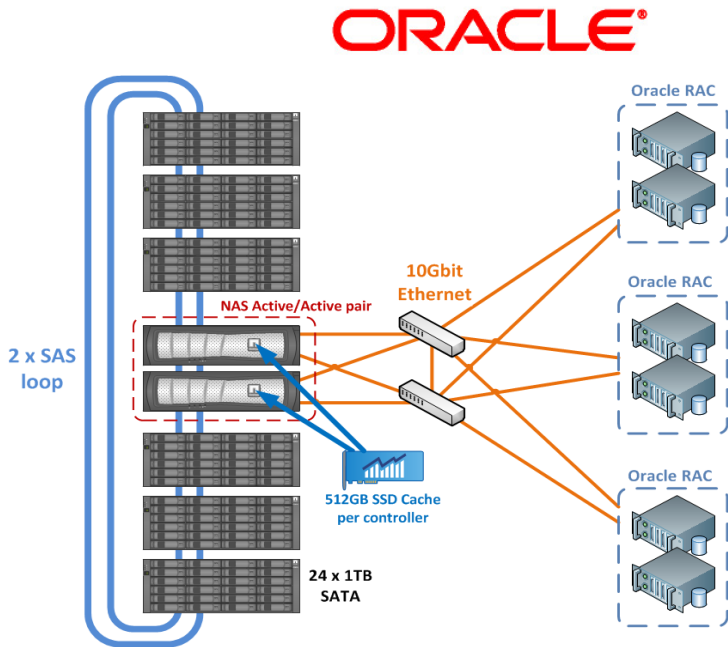 ORACLE®
Oracle RAC
10Gbit
Ethernet
NAS Active/Active pair
Oracle RAC
2 x SAS
loop
Oracle RAC
512GB SSD Cache
per controller
24 x 1TB
SATA